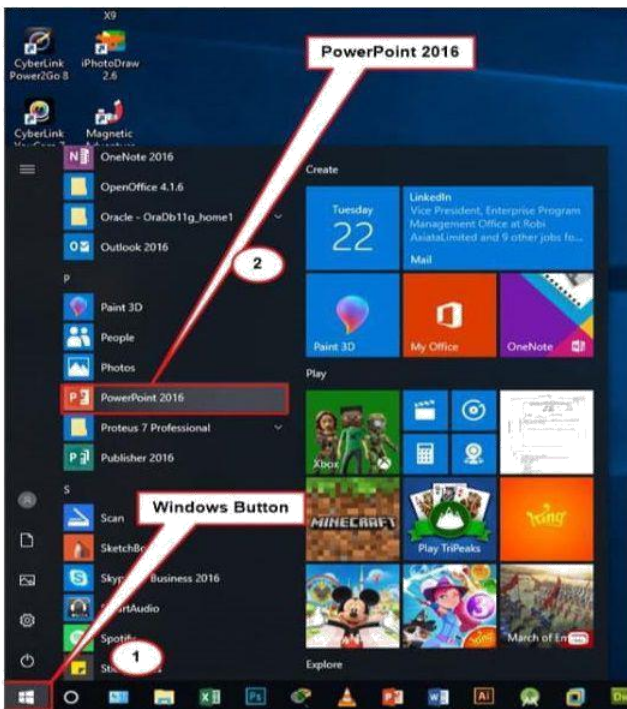 X9
CyberLink
Power2Go 8
iPhotoDraw
2.6
CyberLink
Magnetic
PowerPoint 2016
OneNote 2016
OpenOffice 4.1.6
Oracle - OraDb11g_home1
Outlook 2016
2
P
Paint 3D
People
Photos
PowerPoint 2016
Proteus 7 Professional
Publisher 2016
S
Scan
Windows Button
Business 2016
1
Create
Tuesday
22
LinkedIn
Vice President, Enterprise Program
Management Office at Robi
AxiataLimited and 9 other jobs fo...
Mail
Paint 3D
My Office
OpenNote
Play
Xbox
MINECRAFT
Play TriPeaks
King
March of Em
Explore